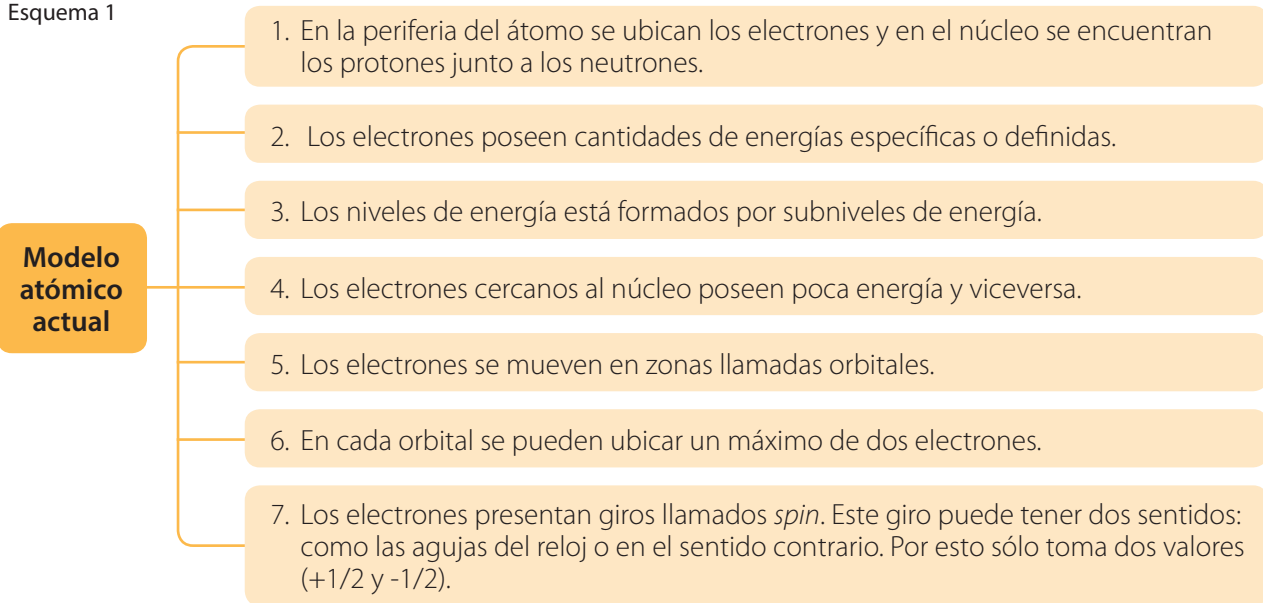 Esquema 1
1. En la periferia del átomo se ubican los electrones y en el núcleo se encuentran
los protones junto a los neutrones.
2. Los electrones poseen cantidades de energías específicas o definidas.
3. Los niveles de energía está formados por subniveles de energía.
Modelo
atómico
actual
4. Los electrones cercanos al núcleo poseen poca energía y viceversa.
5. Los electrones se mueven en zonas llamadas orbitales.
6. En cada orbital se pueden ubicar un máximo de dos electrones.
7. Los electrones presentan giros llamados spin. Este giro puede tener dos sentidos:
como las agujas del reloj o en el sentido contrario. Por esto sólo toma dos valores
(+1/2 y -1/2).